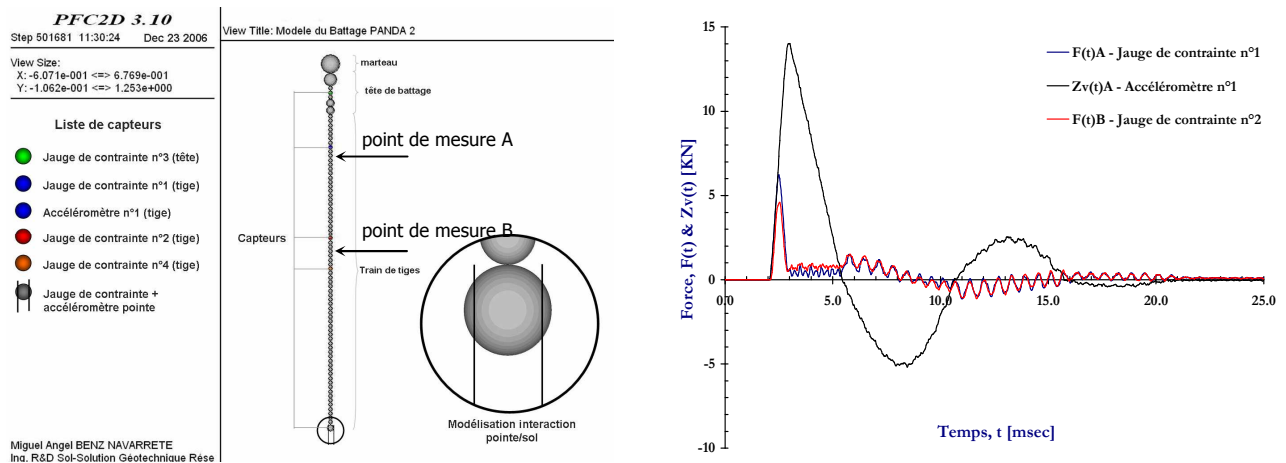 PFC2D 3.10
Step 501681 11:30:24 Dec 23 2006
View Size:
X: -6.071e-001 <=> 6.769e-001
Y: -1.062e-001 <=> 1.253e+000
Liste de capteurs
Jauge de contrainte n°3 (tête)
Jauge de contrainte n°1 (tige)
Accéléromètre n°1 (tige)
Jauge de contrainte n°2 (tige)
Jauge de contrainte n°4 (tige)
Jauge de contrainte +
accéléromètre pointe
Miguel Angel BENZ NAVARRETE
Ing. R&D Sol-Solution Géotechnique Rése
View Title: Modele du Battage PANDA 2
marteau
tête de battage
point de mesure A
point de mesure B
Capteurs
Train de tiges
Modélisation interaction
pointe/sol
Force, F(t) & Zv(t) [KN]
15
10
5
0
-5
-10
0.0 5.0 10.0 15.0 20.0 25.0
Temps, t [msec]
F(t)A - Jauge de contrainte n°1
Zv(t)A - Accéléromètre n°1
F(t)B - Jauge de contrainte n°2